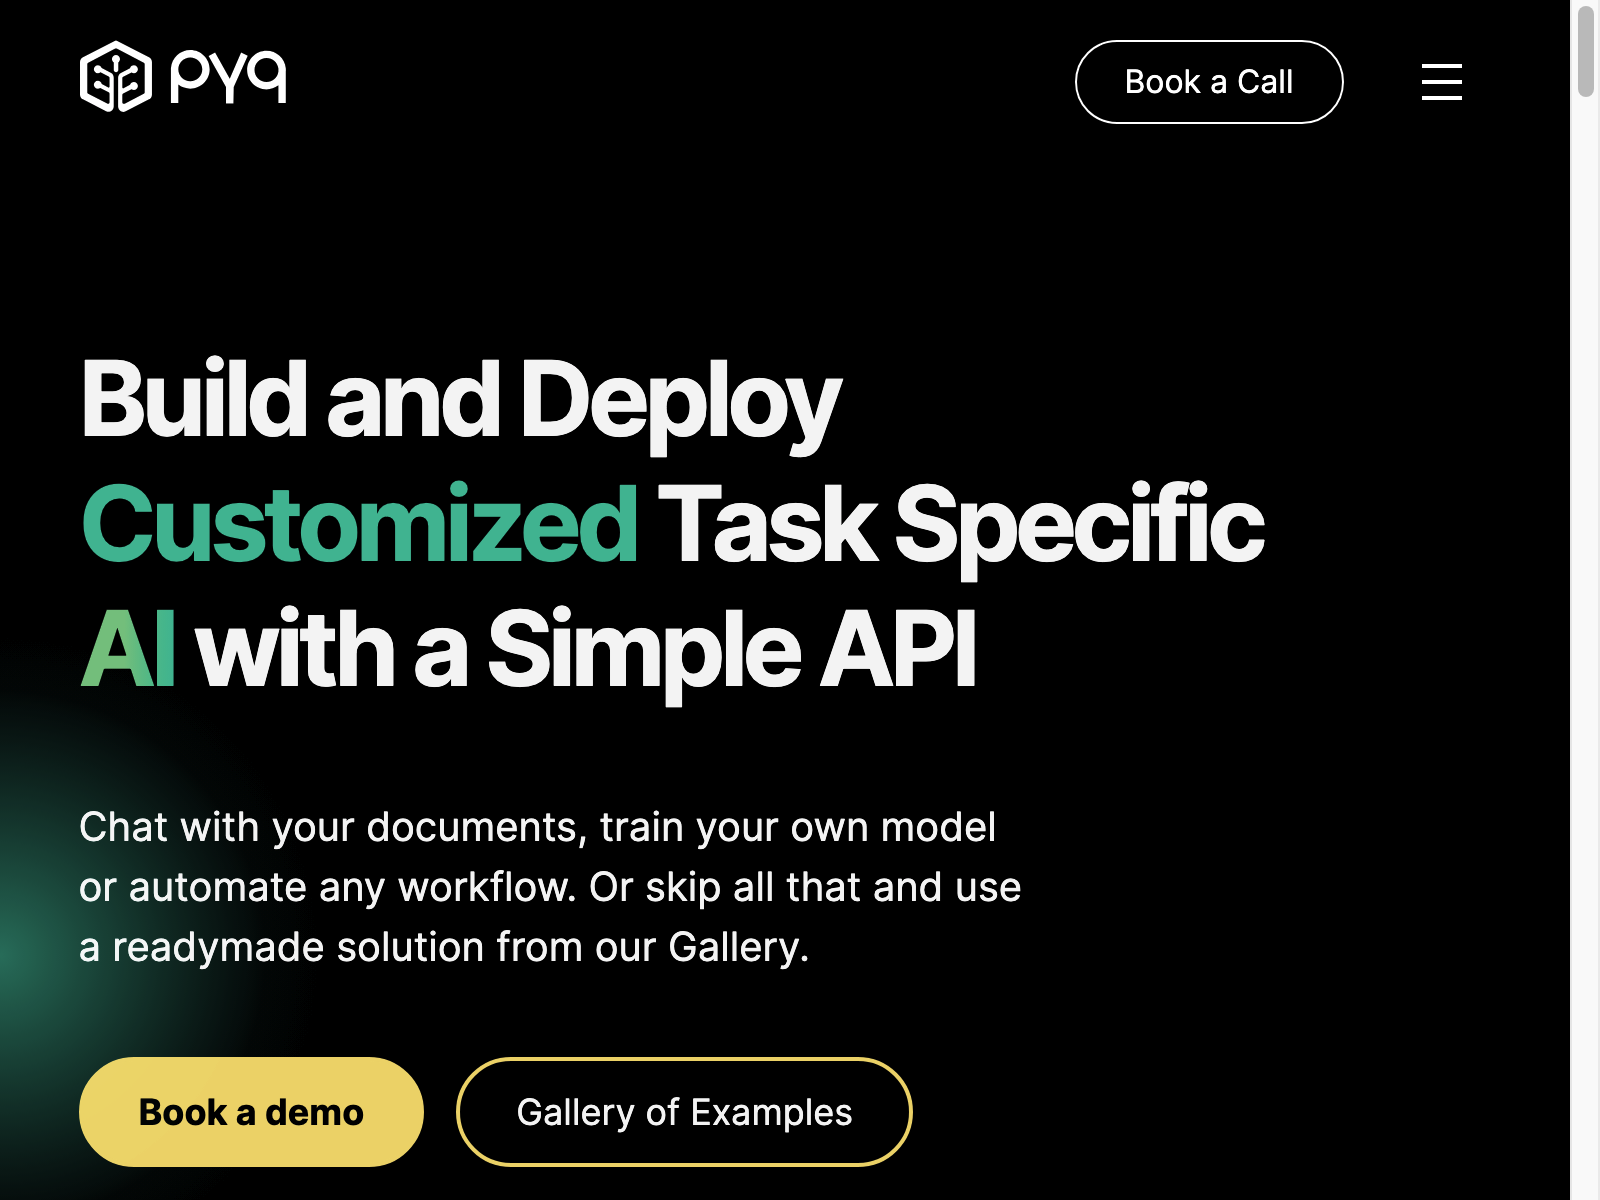 pyq
Book a Call
Build and Deploy
Customized Task Specific
AI with a Simple API
Chat with your documents, train your own model
or automate any workflow. Or skip all that and use
a readymade solution from our Gallery.
Book a demo
Gallery of Examples